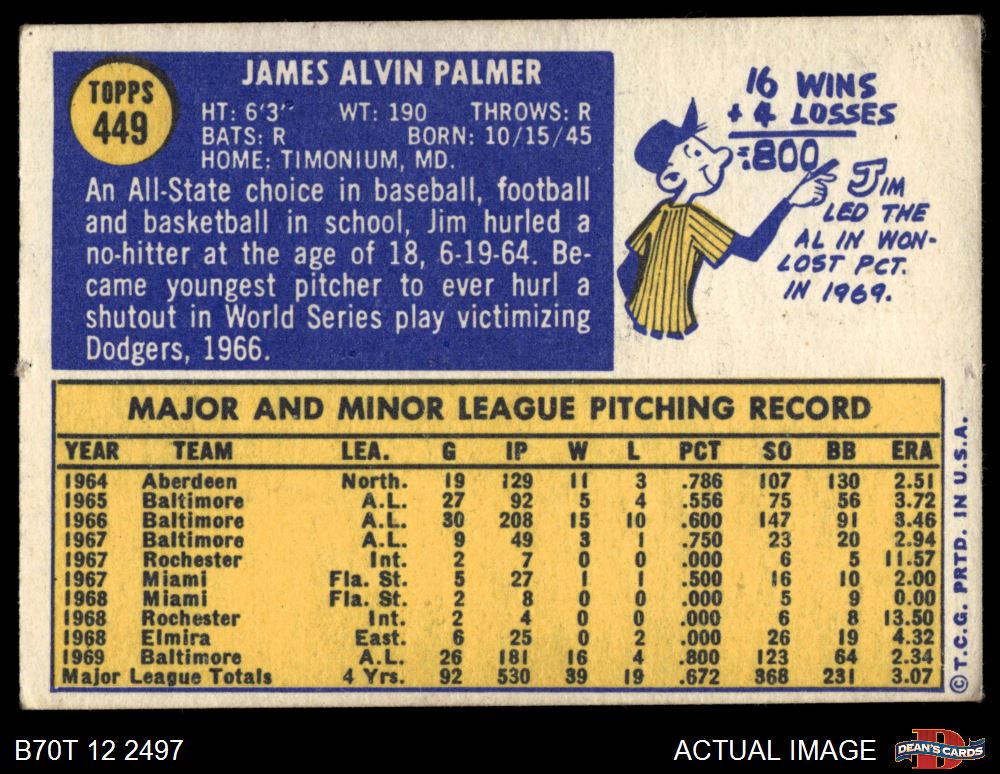 TOPPS
449
JAMES ALVIN PALMER
HT: 6'3" WT: 190 THROWS: R
BATS: R BORN: 10/15/45
HOME: TIMONIUM, MD.
An All-State choice in baseball, football
and basketball in school, Jim hurled a
no-hitter at the age of 18, 6-19-64. Be-
came youngest pitcher to ever hurl a
shutout in World Series play victimizing
Dodgers, 1966.
16 WINS
+ 4 LOSSES
=.800
JIM
LED THE
AL IN WON-
LOST PCT.
IN 1969.
MAJOR AND MINOR LEAGUE PITCHING RECORD
YEAR TEAM LEA. G IP W L PCT SO BB ERA
1964 Aberdeen North. 19 129 11 3 .786 107 130 2.51
1965 Baltimore A.L. 27 92 5 4 .556 75 56 3.72
1966 Baltimore A.L. 30 208 15 10 .600 147 91 3.46
1967 Baltimore A.L. 9 49 3 1 .750 23 20 2.94
1967 Rochester Int. 2 7 0 0 .000 6 5 11.57
1967 Miami Fla. St. 5 27 1 1 .500 16 10 2.00
1968 Miami Fla. St. 2 8 0 0 .000 5 9 0.00
1968 Rochester Int. 2 4 0 0 .000 6 8 13.50
1968 Elmira East. 6 25 0 2 .000 26 19 4.32
1969 Baltimore A.L. 26 181 16 4 .800 123 64 2.34
Major League Totals 4 Yrs. 92 530 39 19 .672 368 231 3.07
© T.C.G. PRTD. IN U.S.A.
B70T 12 2497
ACTUAL IMAGE
DEAN'S CARDS